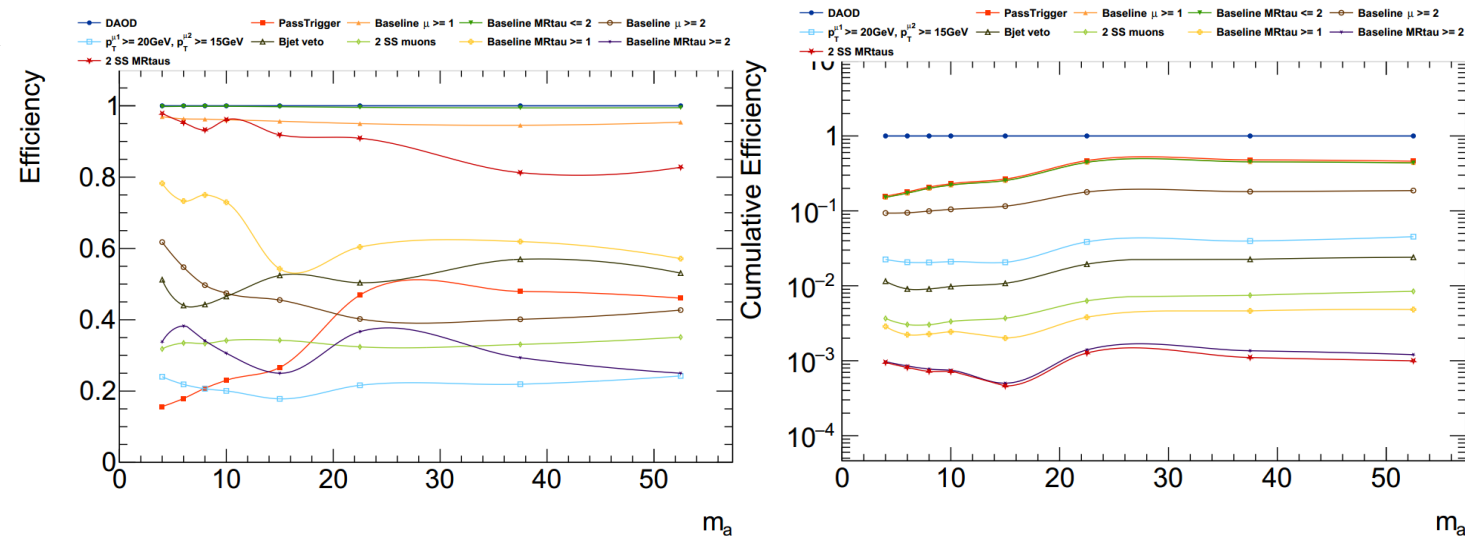 DAOD
PassTrigger
Baseline μ >= 1
Baseline MRtau <= 2
Baseline μ >= 2
p_T^μ1 >= 20GeV, p_T^μ2 >= 15GeV
Bjet veto
2 SS muons
Baseline MRtau >= 1
Baseline MRtau >= 2
2 SS MRtaus
Efficiency
1
0.8
0.6
0.4
0.2
0
0 10 20 30 40 50
m_a
DAOD
PassTrigger
Baseline μ >= 1
Baseline MRtau <= 2
Baseline μ >= 2
p_T^μ1 >= 20GeV, p_T^μ2 >= 15GeV
Bjet veto
2 SS muons
Baseline MRtau >= 1
Baseline MRtau >= 2
2 SS MRtaus
Cumulative Efficiency
10
1
10^−1
10^−2
10^−3
10^−4
0 10 20 30 40 50
m_a